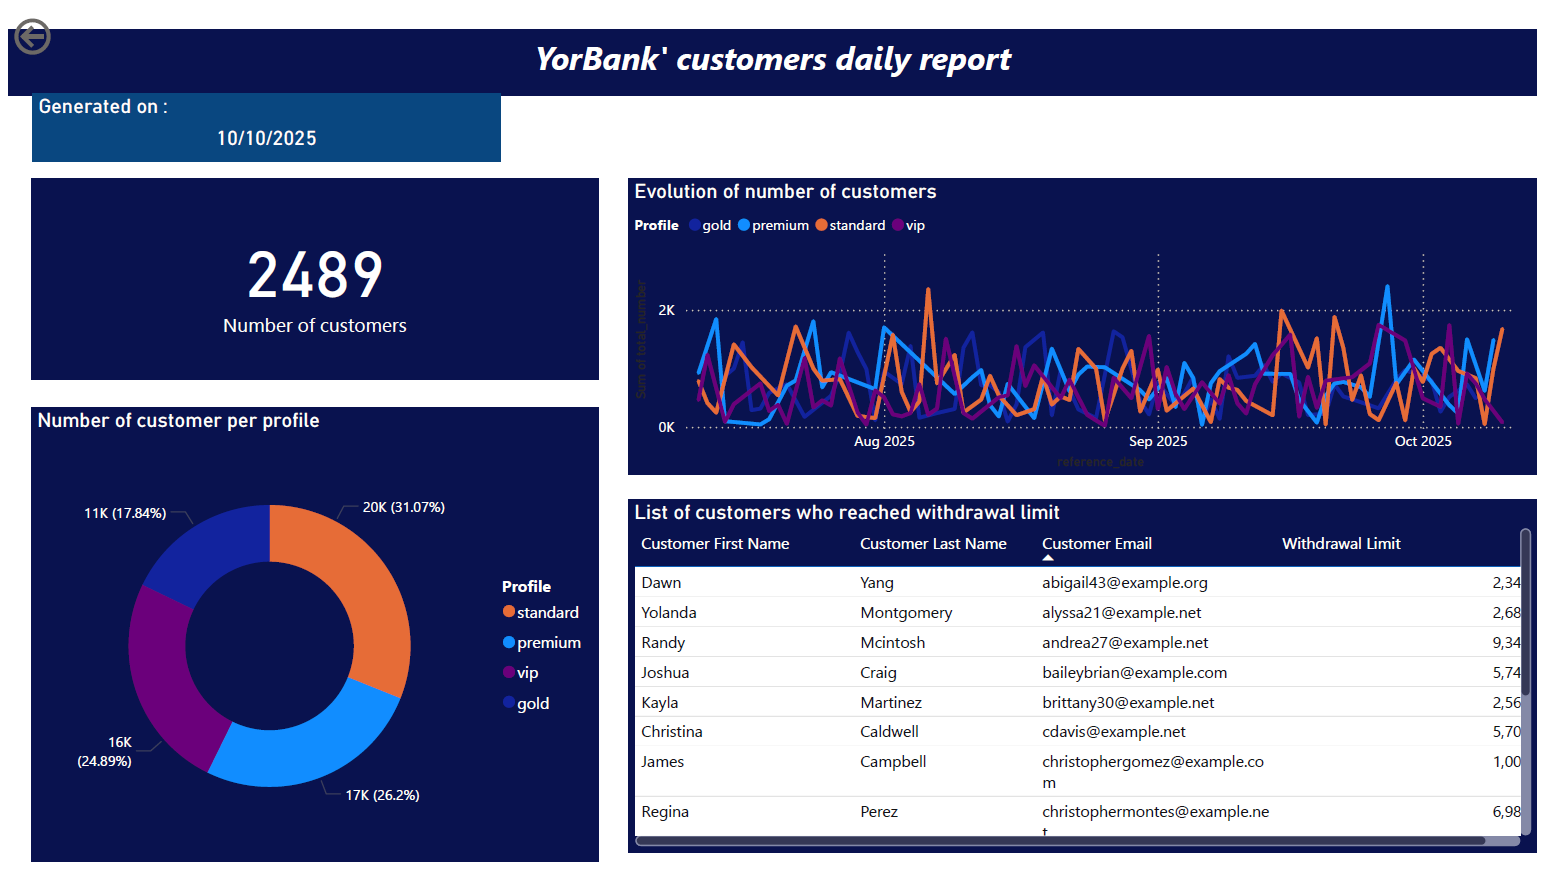 YorBank' customers daily report
Generated on :
10/10/2025
2489
Number of customers
Number of customer per profile
11K (17.84%)
20K (31.07%)
16K
(24.89%)
17K (26.2%)
Profile
standard
premium
vip
gold
Evolution of number of customers
Profile gold premium standard vip
Sum of total_number
2K
0K
Aug 2025 Sep 2025 Oct 2025
reference_date
List of customers who reached withdrawal limit
Customer First Name Customer Last Name Customer Email Withdrawal Limit
Dawn Yang abigail43@example.org 2,34
Yolanda Montgomery alyssa21@example.net 2,68
Randy Mcintosh andrea27@example.net 9,34
Joshua Craig baileybrian@example.com 5,74
Kayla Martinez brittany30@example.net 2,56
Christina Caldwell cdavis@example.net 5,70
James Campbell christophergomez@example.co 1,00
m
Regina Perez christophermontes@example.ne 6,98
t